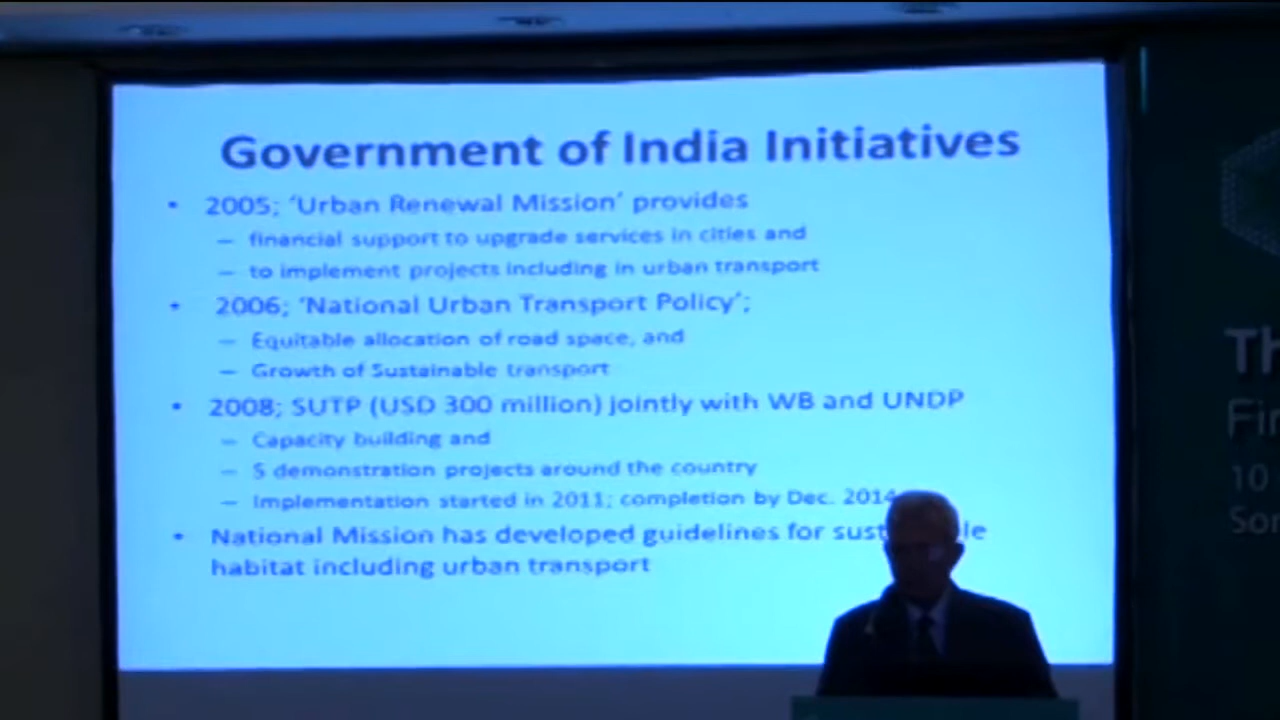 Government of India Initiatives
• 2005; ‘Urban Renewal Mission’ provides
– financial support to upgrade services in cities and
– to implement projects including in urban transport
• 2006; ‘National Urban Transport Policy’;
– Equitable allocation of road space, and
– Growth of Sustainable transport
• 2008; SUTP (USD 300 million) jointly with WB and UNDP
– Capacity building and
– 5 demonstration projects around the country
– Implementation started in 2011; completion by Dec. 2014
• National Mission has developed guidelines for
habitat including urban transport
Th
Fin
10
Son